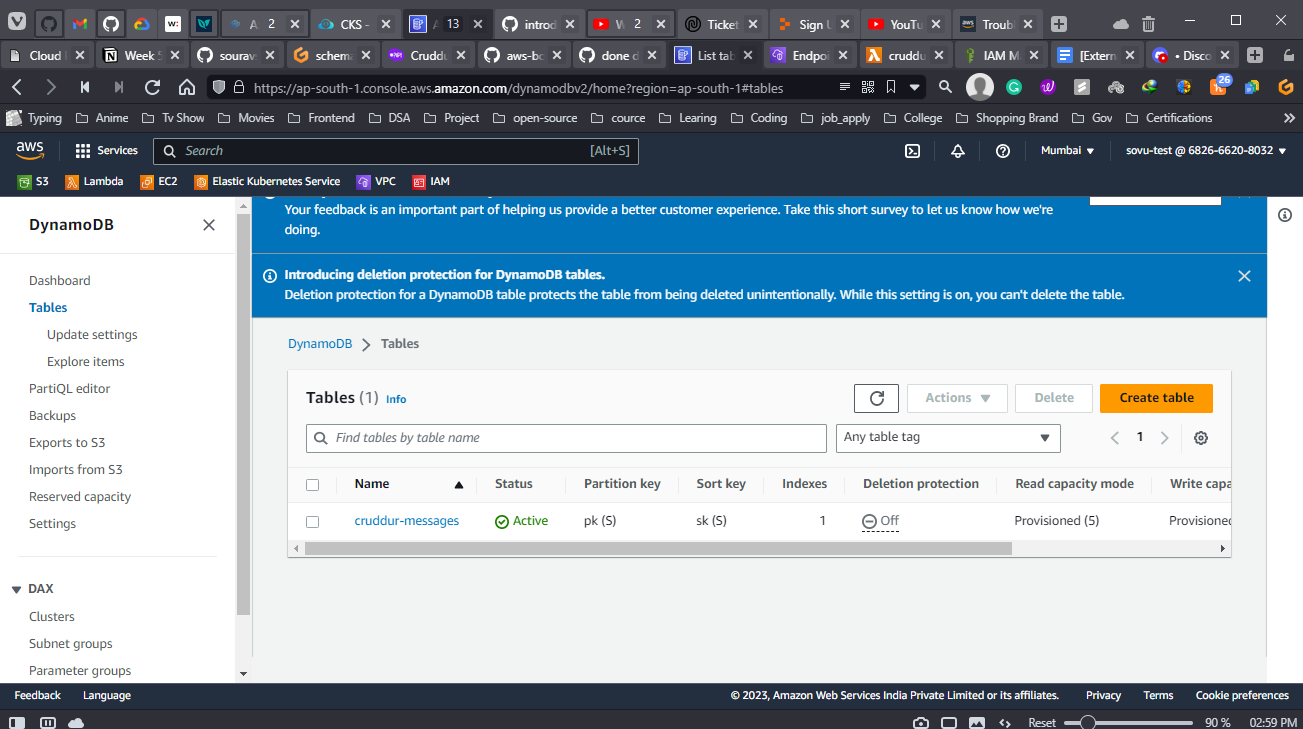 A 2 CKS - A 13 introd W 2 Ticket Sign U YouTu Troubl
Cloud Week S sourav schema Cruddu aws-bo done d List tab Endpoi cruddu IAM M [Extern • Disco
https://ap-south-1.console.aws.amazon.com/dynamodbv2/home?region=ap-south-1#tables 26
Typing Anime Tv Show Movies Frontend DSA Project open-source cource Learing Coding job_apply College Shopping Brand Gov Certifications
aws Services Search [Alt+S] Mumbai sovu-test @ 6826-6620-8032
S3 Lambda EC2 Elastic Kubernetes Service VPC IAM
DynamoDB
Dashboard
Tables
Update settings
Explore items
PartiQL editor
Backups
Exports to S3
Imports from S3
Reserved capacity
Settings
DAX
Clusters
Subnet groups
Parameter groups
Your feedback is an important part of helping us provide a better customer experience. Take this short survey to let us know how we're
doing.
Introducing deletion protection for DynamoDB tables.
Deletion protection for a DynamoDB table protects the table from being deleted unintentionally. While this setting is on, you can't delete the table.
DynamoDB Tables
Tables (1) Info Actions Delete Create table
Find tables by table name Any table tag 1
Name Status Partition key Sort key Indexes Deletion protection Read capacity mode Write capa
cruddur-messages Active pk (S) sk (S) 1 Off Provisioned (5) Provisioned
Feedback Language © 2023, Amazon Web Services India Private Limited or its affiliates. Privacy Terms Cookie preferences
Reset 90 % 02:59 PM